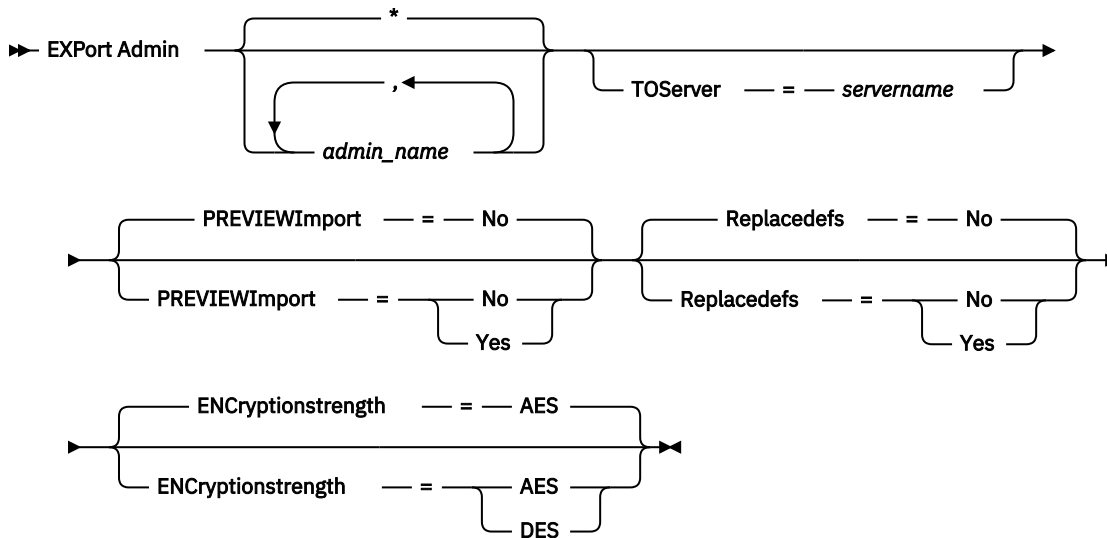 *
EXPort Admin
,
admin_name
TOServer = servername
PREVIEWImport = No
Replacedefs = No
PREVIEWImport = No
Yes
Replacedefs = No
Yes
ENCryptionstrength = AES
ENCryptionstrength = AES
DES